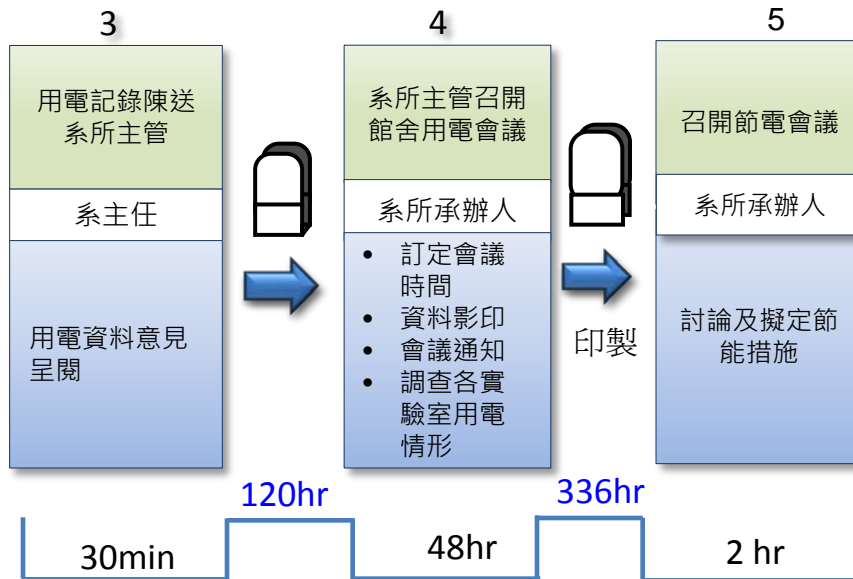 3
用電記錄陳送
系所主管
系主任
用電資料意見
呈閱
4
系所主管召開
館舍用電會議
系所承辦人
• 訂定會議
時間
• 資料影印
• 會議通知
• 調查各實
驗室用電
情形
印製
5
召開節電會議
系所承辦人
討論及擬定節
能措施
120hr
336hr
30min
48hr
2 hr